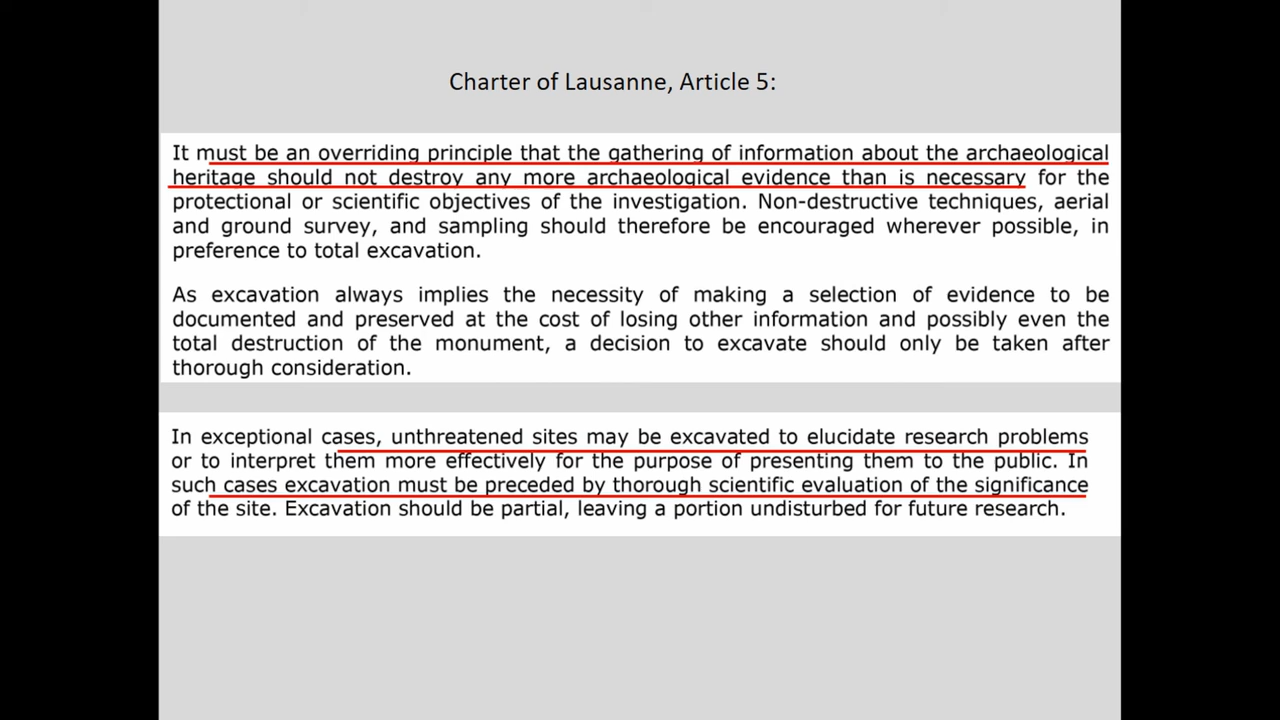 Charter of Lausanne, Article 5:
It must be an overriding principle that the gathering of information about the archaeological
heritage should not destroy any more archaeological evidence than is necessary for the
protectional or scientific objectives of the investigation. Non-destructive techniques, aerial
and ground survey, and sampling should therefore be encouraged wherever possible, in
preference to total excavation.
As excavation always implies the necessity of making a selection of evidence to be
documented and preserved at the cost of losing other information and possibly even the
total destruction of the monument, a decision to excavate should only be taken after
thorough consideration.
In exceptional cases, unthreatened sites may be excavated to elucidate research problems
or to interpret them more effectively for the purpose of presenting them to the public. In
such cases excavation must be preceded by thorough scientific evaluation of the significance
of the site. Excavation should be partial, leaving a portion undisturbed for future research.